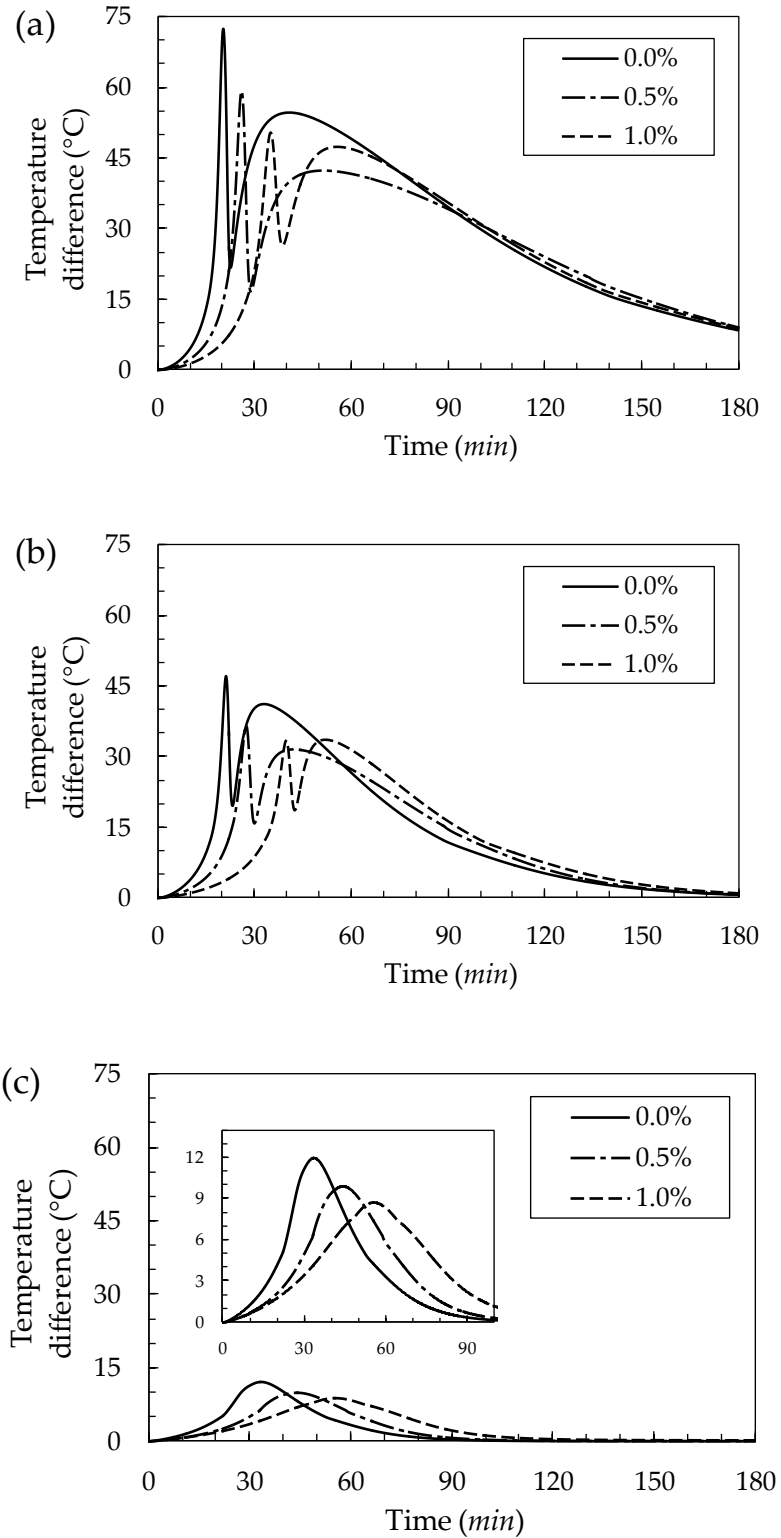 (a)
75
60
45
30
15
0
Temperature
difference (°C)
0.0%
0.5%
1.0%
0 30 60 90 120 150 180
Time (min)
(b)
75
60
45
30
15
0
Temperature
difference (°C)
0.0%
0.5%
1.0%
0 30 60 90 120 150 180
Time (min)
(c)
75
60
45
30
15
0
Temperature
difference (°C)
12
9
6
3
0
0 30 60 90
0.0%
0.5%
1.0%
0 30 60 90 120 150 180
Time (min)